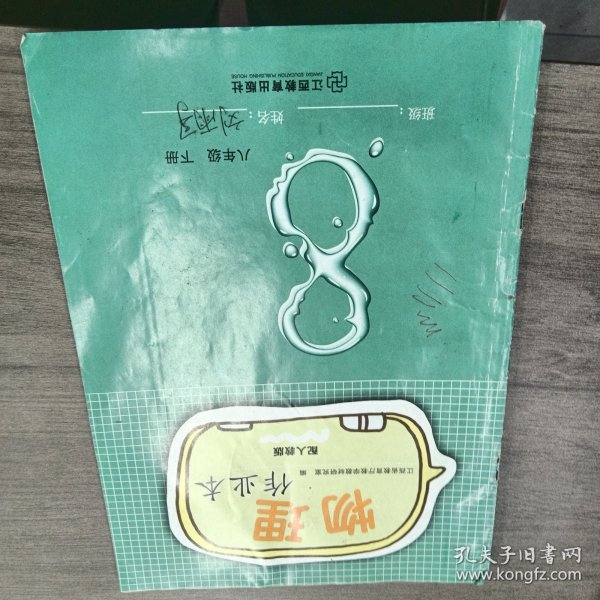 物理
作业本
江西省教育厅教学教材研究室 编
配人教版
八年级 下册
班级：
姓名：刘雨
江西教育出版社
JIANGXI EDUCATION PUBLISHING HOUSE
孔夫子旧书网
www.kongfz.com